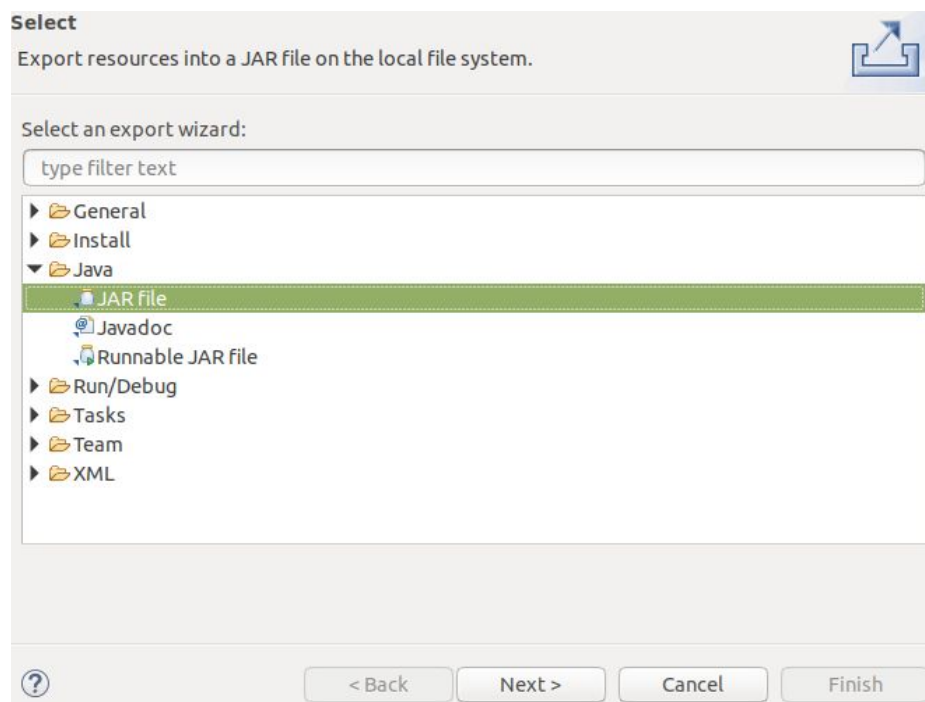 Select
Export resources into a JAR file on the local file system.
Select an export wizard:
type filter text
General
Install
Java
JAR file
Javadoc
Runnable JAR file
Run/Debug
Tasks
Team
XML
?
< Back
Next >
Cancel
Finish